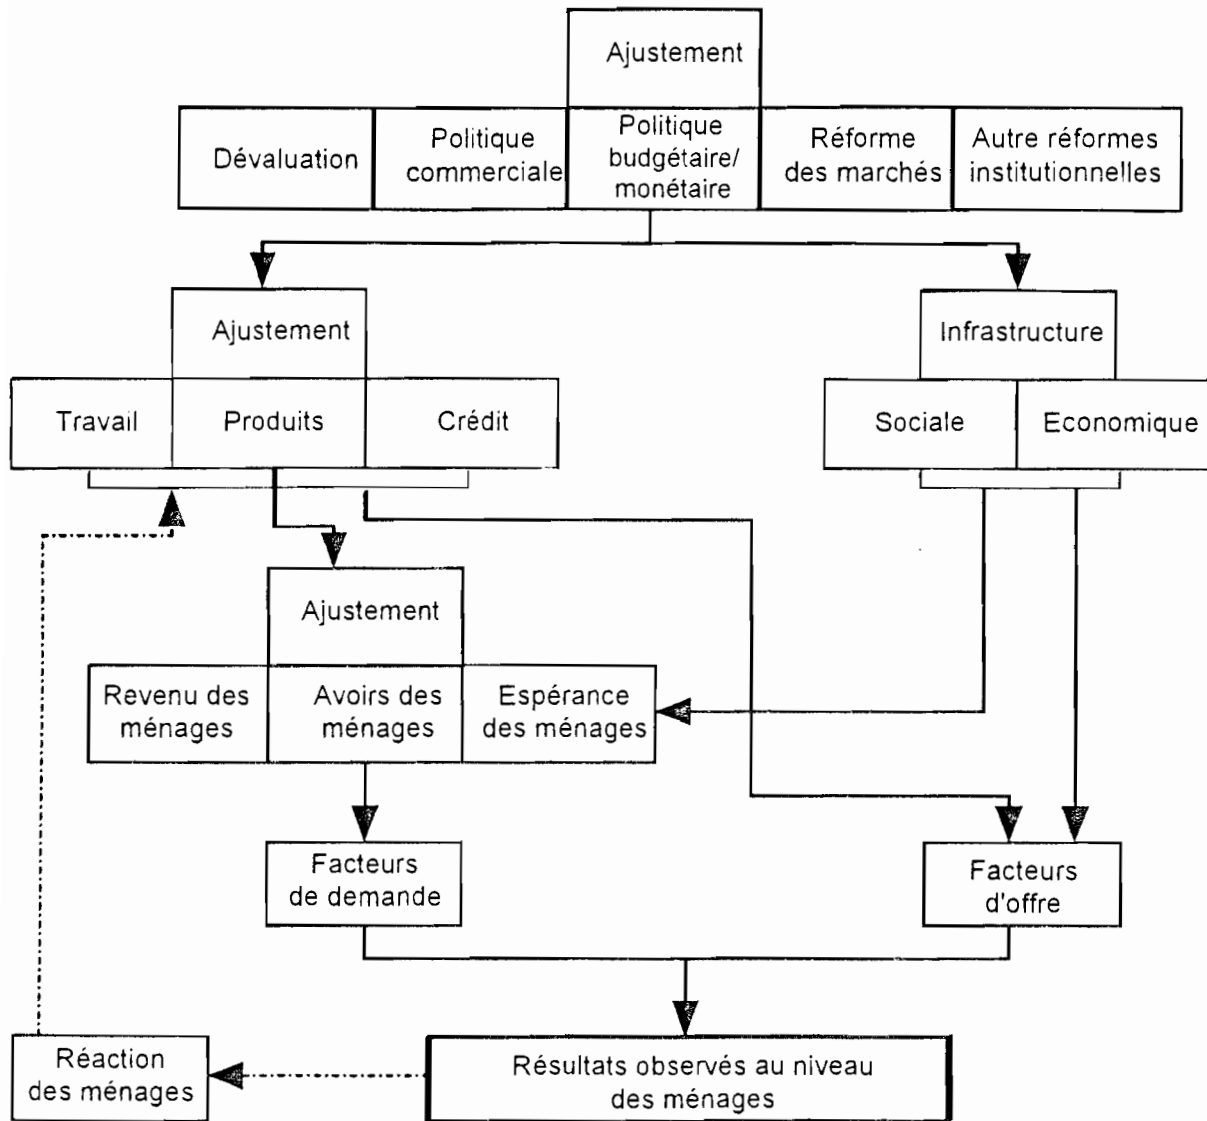 Ajustement
Dévaluation
Politique
commerciale
Politique
budgétaire/
monétaire
Réforme
des marchés
Autre réformes
institutionnelles
Ajustement
Infrastructure
Travail
Produits
Crédit
Sociale
Economique
Ajustement
Revenu des
ménages
Avoirs des
ménages
Espérance
des ménages
Facteurs
de demande
Facteurs
d'offre
Réaction
des ménages
Résultats observés au niveau
des ménages